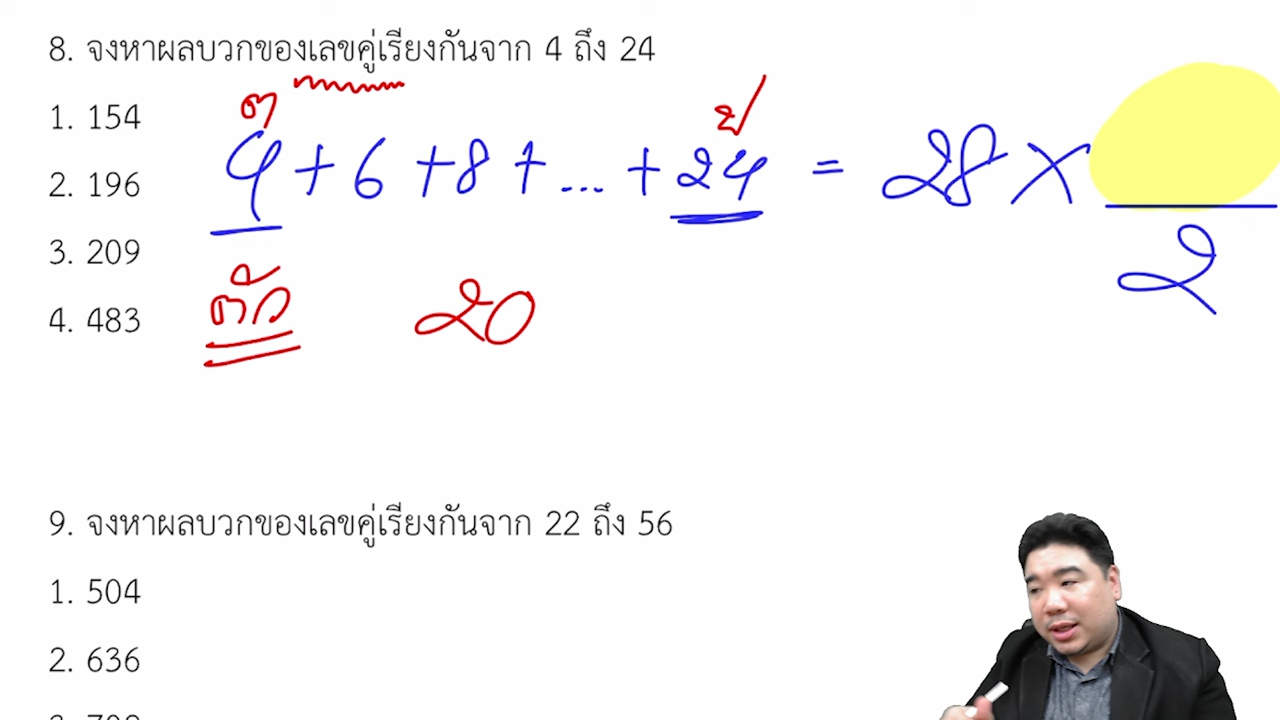 8. จงหาผลบวกของเลขคู่เรียงกันจาก 4 ถึง 24
1. 154
ต ป
4 + 6 + 8 + ... + 24 = 28 ×
2. 196
2
3. 209
4. 483
ตัว 20
9. จงหาผลบวกของเลขคู่เรียงกันจาก 22 ถึง 56
1. 504
2. 636